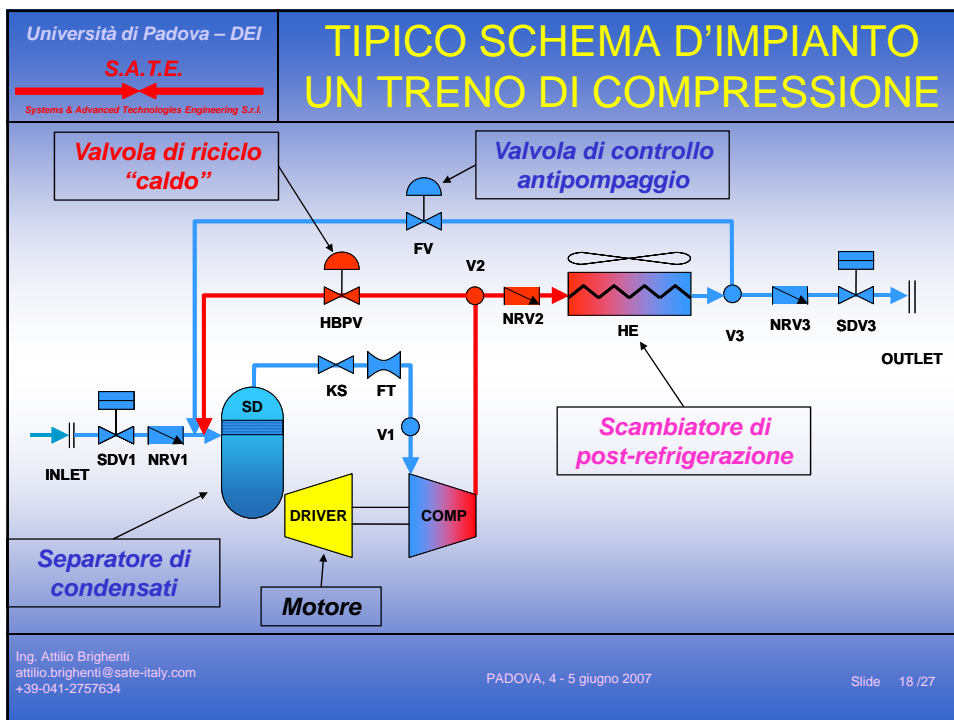 Università di Padova – DEI
S.A.T.E.
Systems & Advanced Technologies Engineering S.r.l.
TIPICO SCHEMA D'IMPIANTO
UN TRENO DI COMPRESSIONE
Valvola di riciclo
“caldo”
Valvola di controllo
antipompaggio
FV
V2
HBPV
NRV2
HE
V3
NRV3
SDV3
OUTLET
KS
FT
SD
V1
INLET
SDV1
NRV1
Scambiatore di
post-refrigerazione
DRIVER
COMP
Separatore di
condensati
Motore
Ing. Attilio Brighenti
attilio.brighenti@sate-italy.com
+39-041-2757634
PADOVA, 4 - 5 giugno 2007
Slide 18 /27